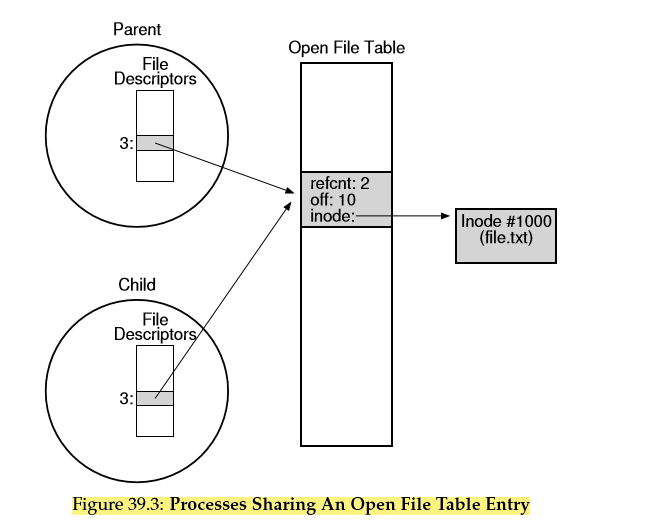 Parent
File
Descriptors
3:
Open File Table
refcnt: 2
off: 10
inode:
Inode #1000
(file.txt)
Child
File
Descriptors
3:
Figure 39.3: Processes Sharing An Open File Table Entry